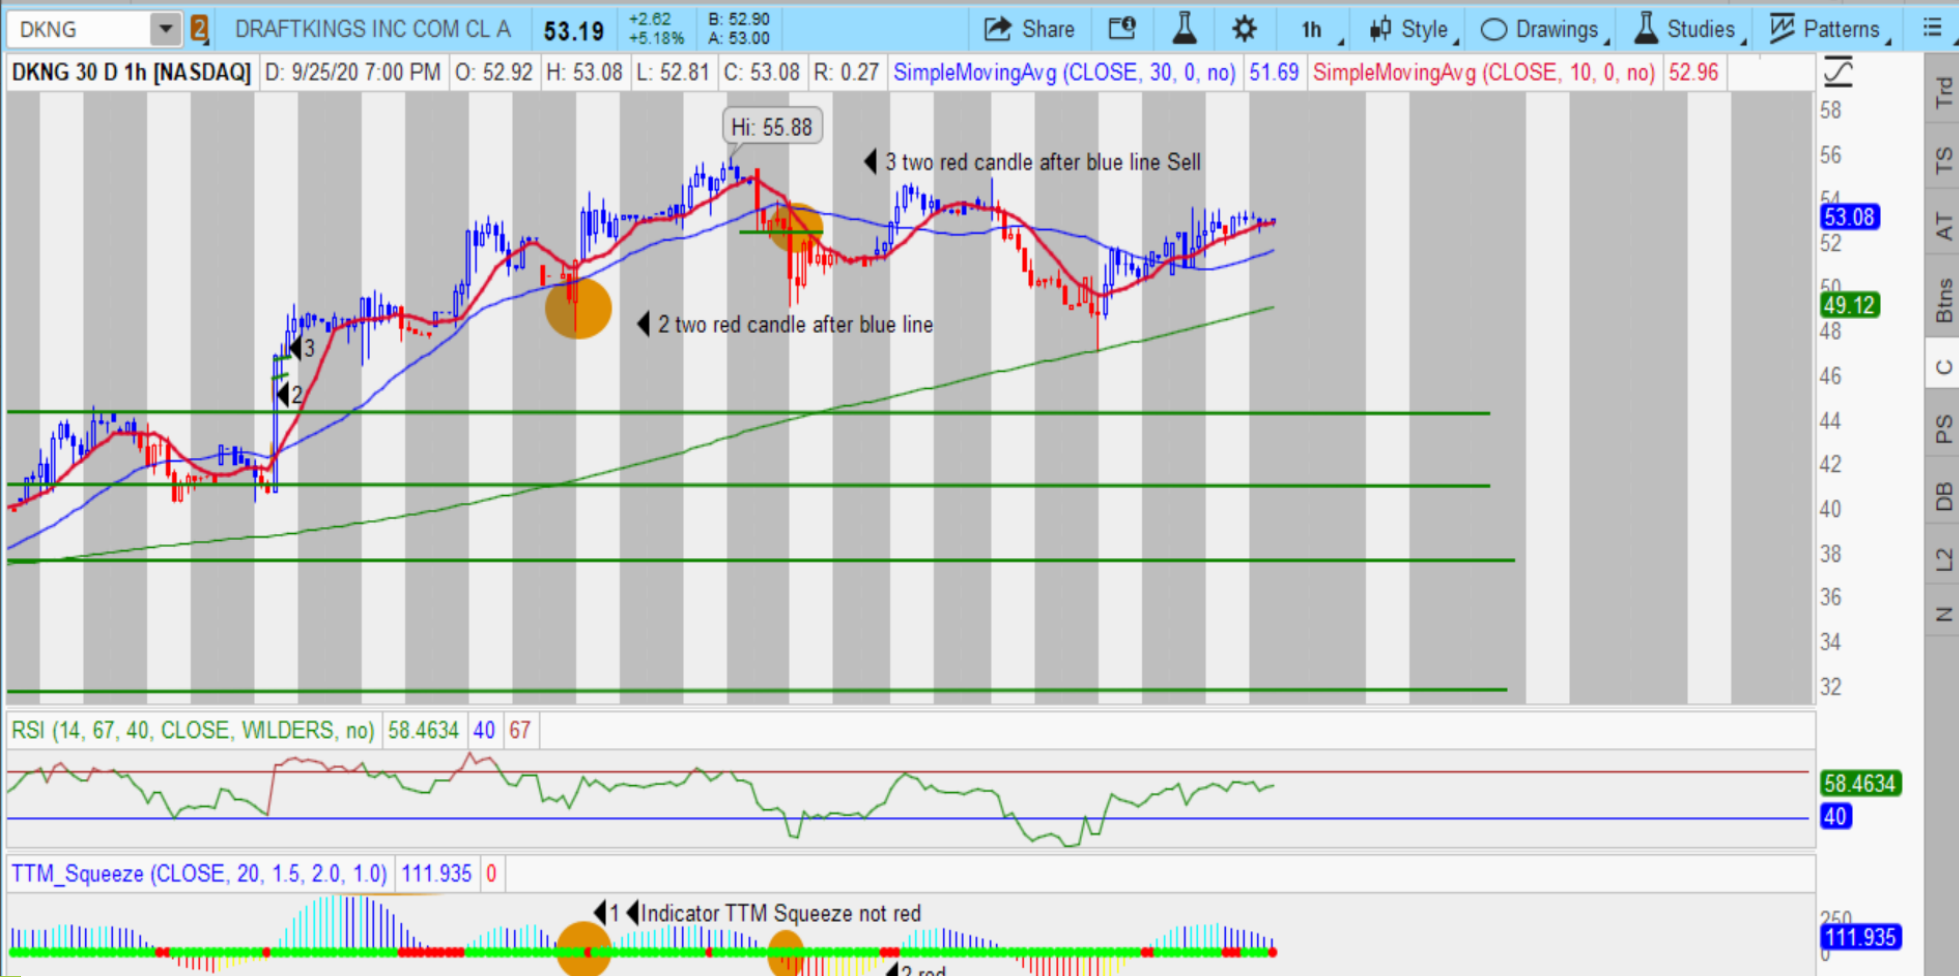 DKNG 2 DRAFTKINGS INC COM CL A 53.19 +2.62 +5.18% B: 52.90 A: 53.00 Share 1h Style Drawings Studies Patterns
DKNG 30 D 1h [NASDAQ] D: 9/25/20 7:00 PM O: 52.92 H: 53.08 L: 52.81 C: 53.08 R: 0.27 SimpleMovingAvg (CLOSE, 30, 0, no) 51.69 SimpleMovingAvg (CLOSE, 10, 0, no) 52.96
Hi: 55.88
3 two red candle after blue line Sell
2 two red candle after blue line
3
2
58
56
54
53.08
52
50
49.12
48
46
44
42
40
38
36
34
32
Trd
TS
AT
Btns
C
PS
DB
L2
N
RSI (14, 67, 40, CLOSE, WILDERS, no) 58.4634 40 67
58.4634
40
TTM_Squeeze (CLOSE, 20, 1.5, 2.0, 1.0) 111.935 0
1 Indicator TTM Squeeze not red
250
111.935
0
2 red